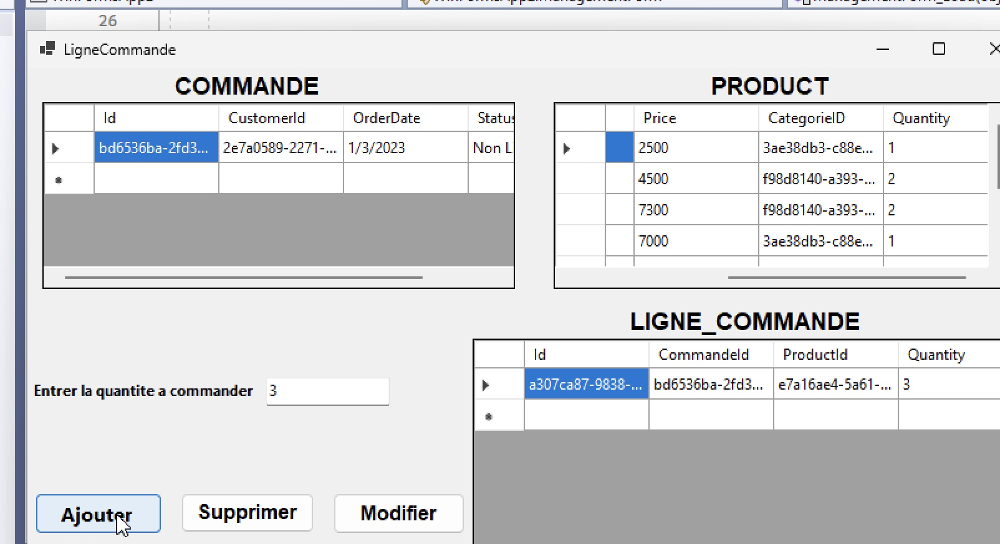 26
LigneCommande
COMMANDE
Id CustomerId OrderDate Status
bd6536ba-2fd3... 2e7a0589-2271-... 1/3/2023 Non L
PRODUCT
Price CategorieID Quantity
2500 3ae38db3-c88e... 1
4500 f98d8140-a393-... 2
7300 f98d8140-a393-... 2
7000 3ae38db3-c88e... 1
LIGNE_COMMANDE
Id CommandeId ProductId Quantity
a307ca87-9838-... bd6536ba-2fd3... e7a16ae4-5a61-... 3
Entrer la quantite a commander 3
Ajouter Supprimer Modifier